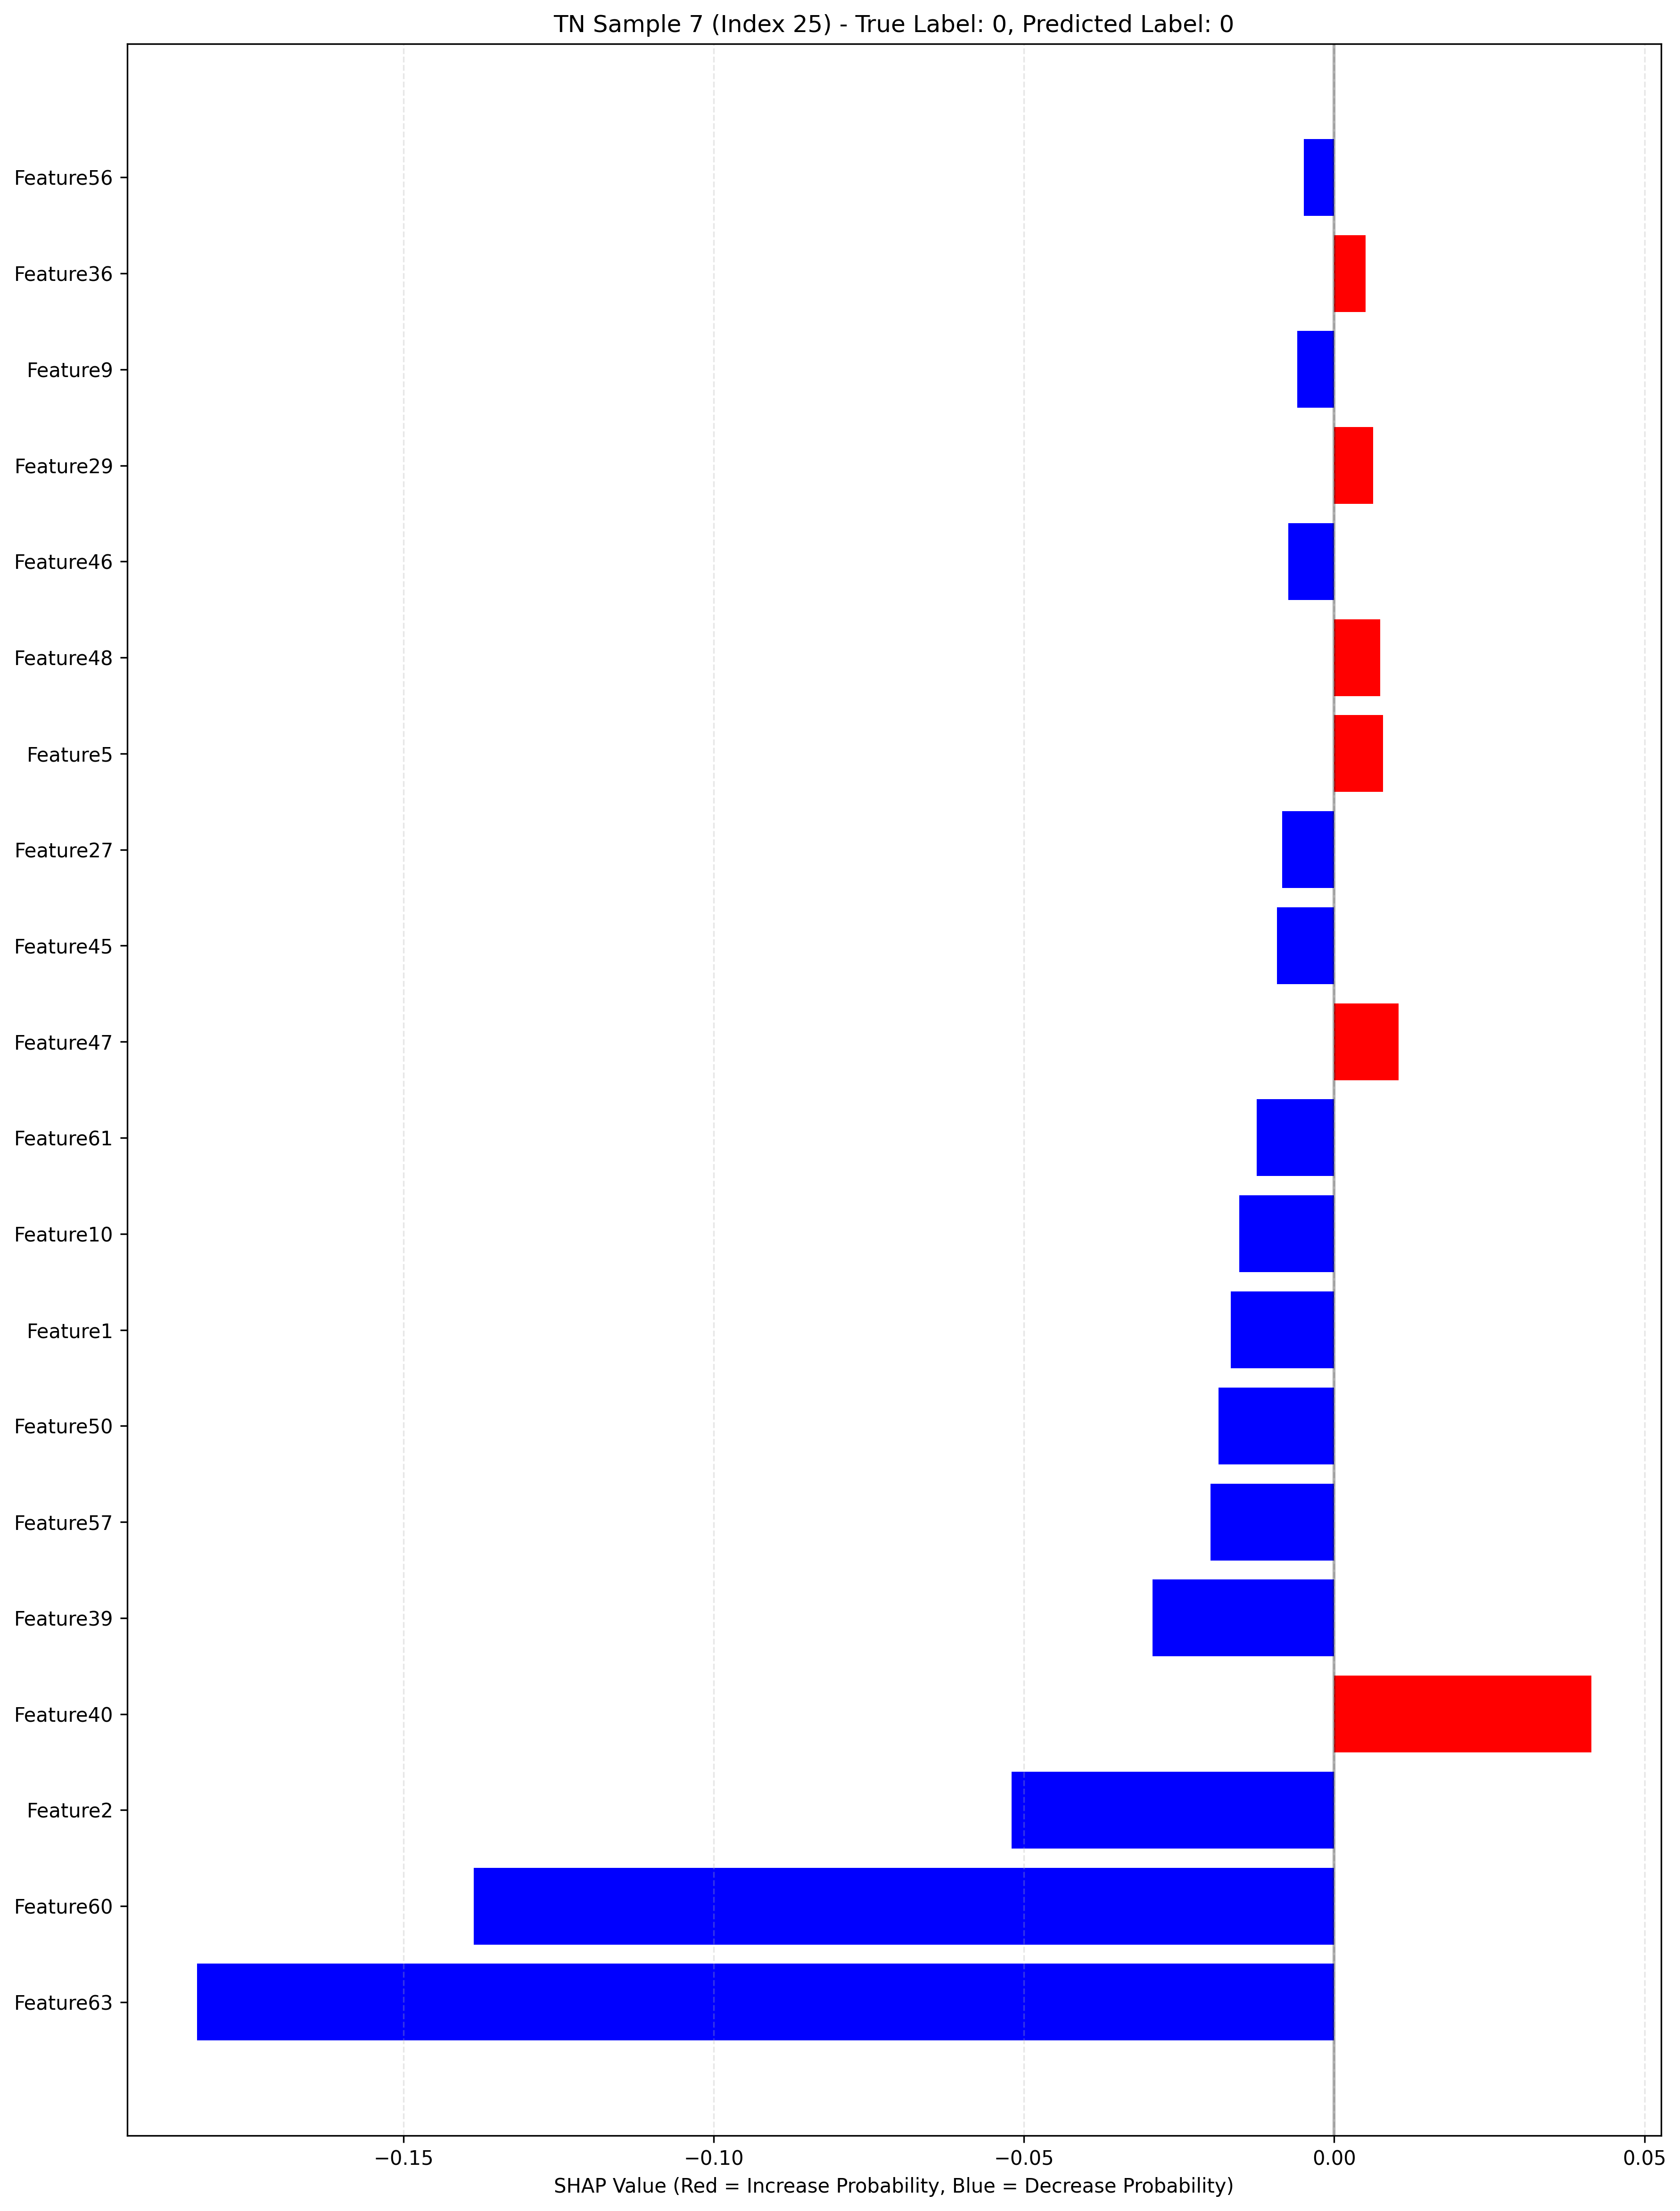 TN Sample 7 (Index 25) - True Label: 0, Predicted Label: 0
Feature56
Feature36
Feature9
Feature29
Feature46
Feature48
Feature5
Feature27
Feature45
Feature47
Feature61
Feature10
Feature1
Feature50
Feature57
Feature39
Feature40
Feature2
Feature60
Feature63
−0.15 −0.10 −0.05 0.00 0.05
SHAP Value (Red = Increase Probability, Blue = Decrease Probability)